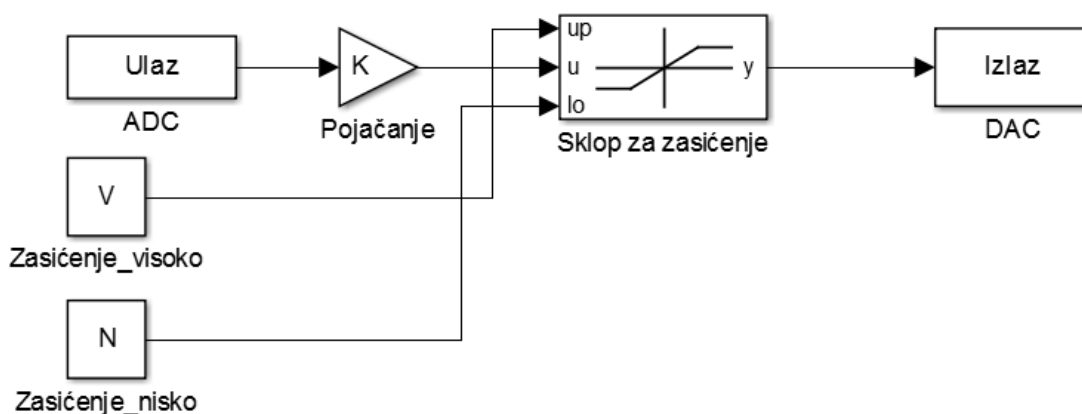 Ulaz
ADC
K
Pojačanje
up
u
lo
y
Sklop za zasićenje
Izlaz
DAC
V
Zasićenje_visoko
N
Zasićenje_nisko